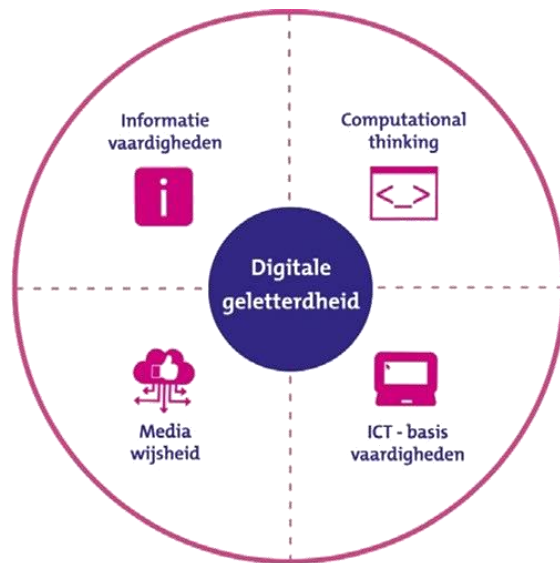 Informatie
vaardigheden
i
Computational
thinking
<_>
Digitale
geletterdheid
Media
wijsheid
ICT - basis
vaardigheden